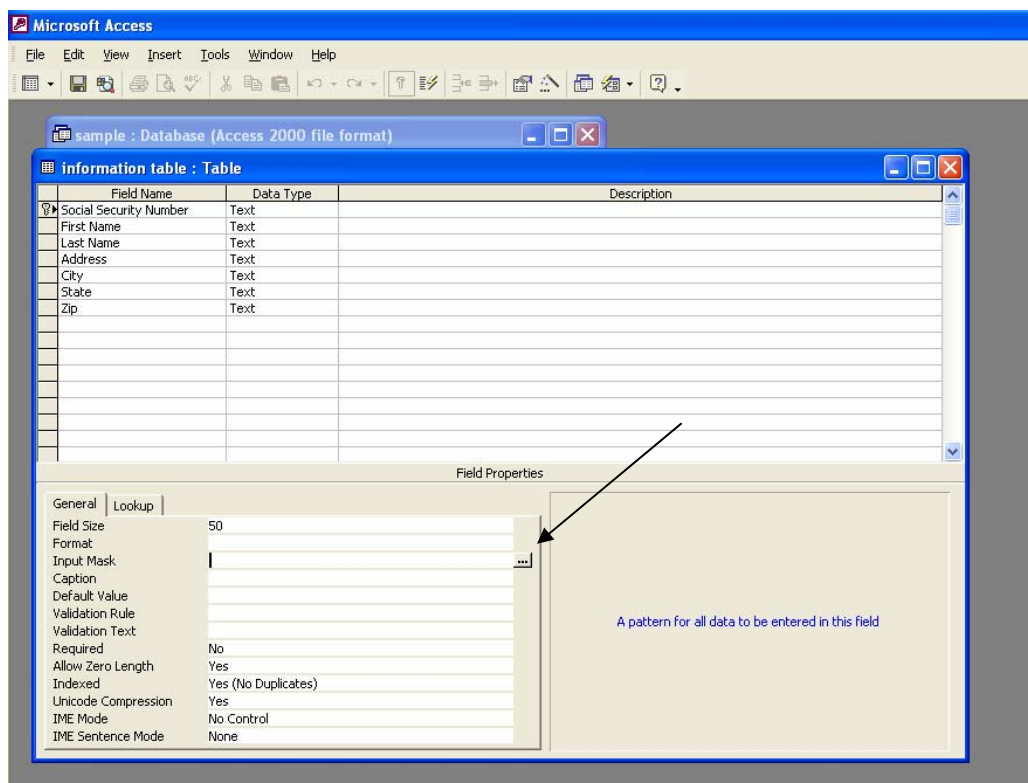 Microsoft Access
File Edit View Insert Tools Window Help
sample : Database (Access 2000 file format)
information table : Table
Field Name Data Type Description
Social Security Number Text
First Name Text
Last Name Text
Address Text
City Text
State Text
Zip Text
Field Properties
General Lookup
Field Size 50
Format
Input Mask ...
Caption
Default Value
Validation Rule
Validation Text
Required No
Allow Zero Length Yes
Indexed Yes (No Duplicates)
Unicode Compression Yes
IME Mode No Control
IME Sentence Mode None
A pattern for all data to be entered in this field